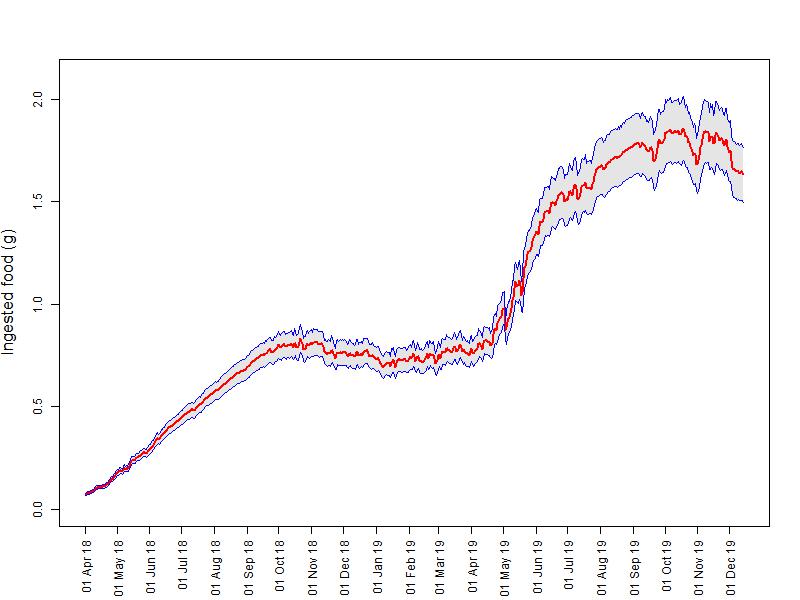 Ingested food (g)
2.0
1.5
1.0
0.5
0.0
01 Apr 18
01 May 18
01 Jun 18
01 Jul 18
01 Aug 18
01 Sep 18
01 Oct 18
01 Nov 18
01 Dec 18
01 Jan 19
01 Feb 19
01 Mar 19
01 Apr 19
01 May 19
01 Jun 19
01 Jul 19
01 Aug 19
01 Sep 19
01 Oct 19
01 Nov 19
01 Dec 19